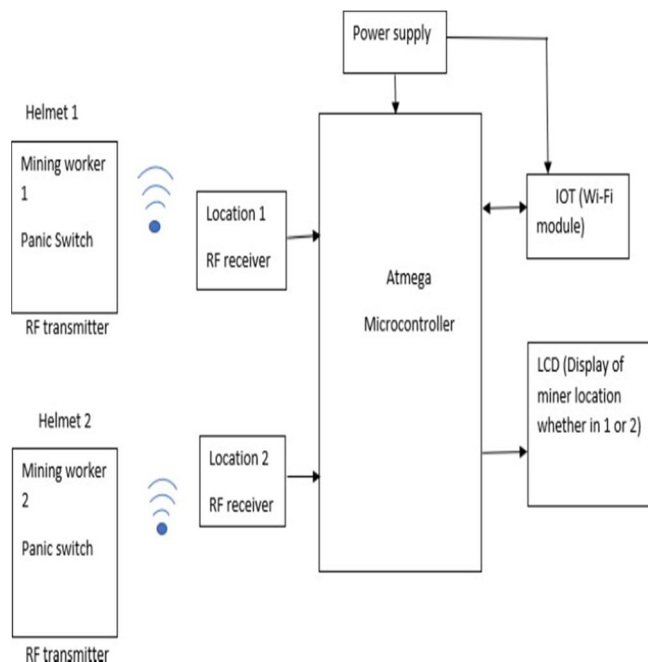 Power supply
Helmet 1
Mining worker
1
Panic Switch
RF transmitter
Location 1
RF receiver
Atmega
Microcontroller
IOT (Wi-Fi
module)
LCD (Display of
miner location
whether in 1 or 2)
Helmet 2
Mining worker
2
Panic switch
RF transmitter
Location 2
RF receiver